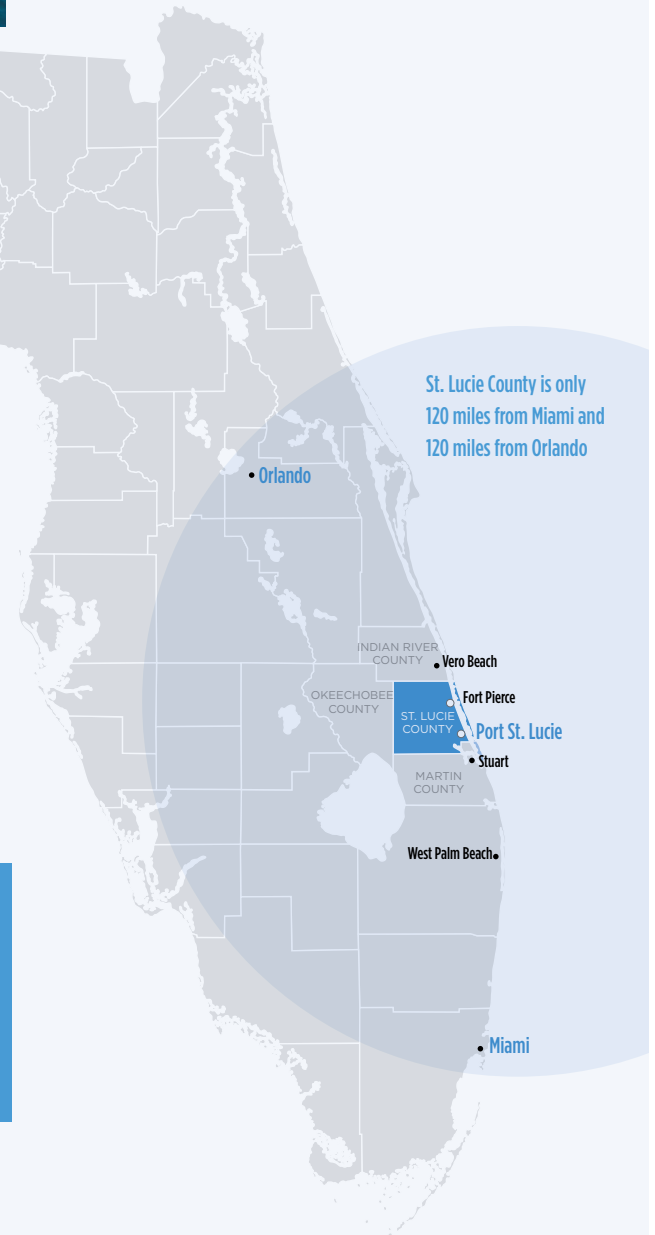 St. Lucie County is only
120 miles from Miami and
120 miles from Orlando
Orlando
INDIAN RIVER
COUNTY
Vero Beach
OKEECHOBEE
COUNTY
Fort Pierce
ST. LUCIE
COUNTY
Port St. Lucie
Stuart
MARTIN
COUNTY
West Palm Beach
Miami